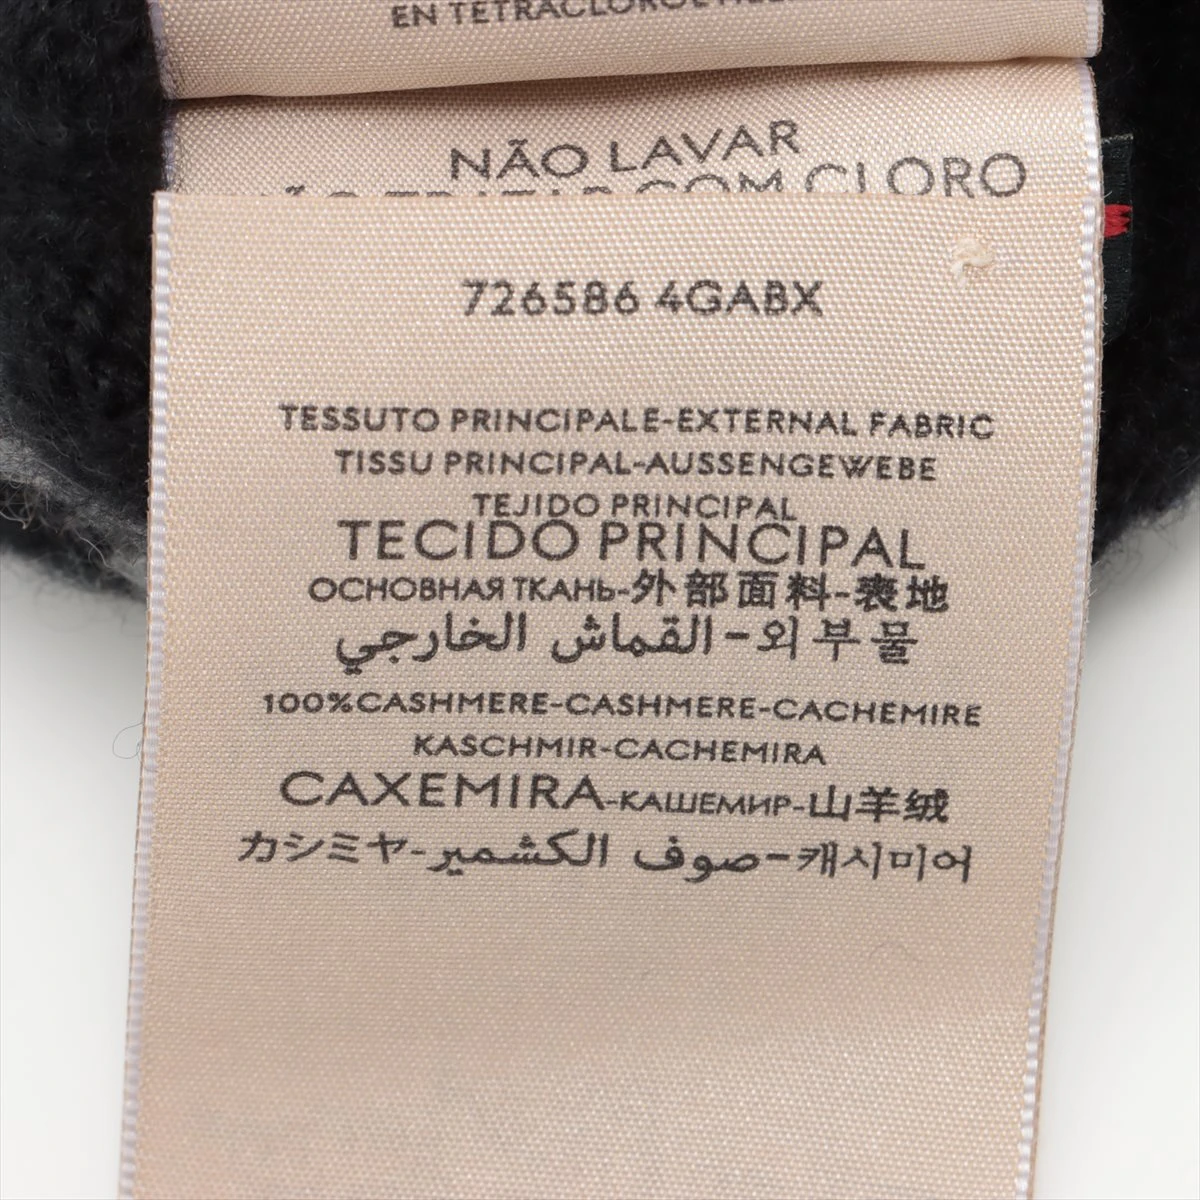 EN
NÃO LAVAR
COM CLORO
726586 4GABX
TESSUTO PRINCIPALE-EXTERNAL FABRIC
TISSU PRINCIPAL-AUSSENGEWEBE
TEJIDO PRINCIPAL
TECIDO PRINCIPAL
ОСНОВНАЯ ТКАНЬ-外部面料-表地
القماش الخارجي-외부물
100%CASHMERE-CASHMERE-CACHEMIRE
KASCHMIR-CACHEMIRA
CAXEMIRA-КАШЕМИР-山羊绒
カシミヤ-صوف الكشمير-캐시미어